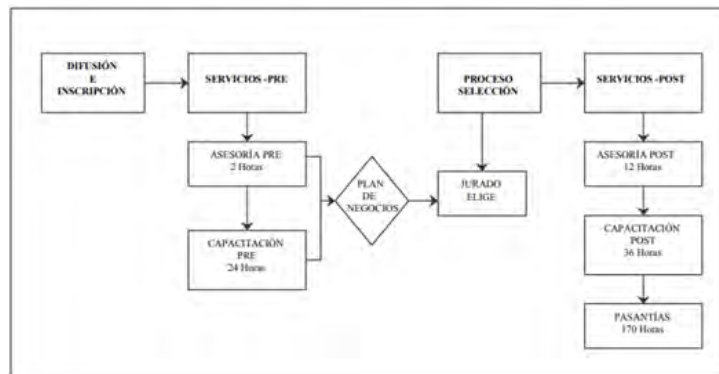 DIFUSIÓN
E
INSCRIPCIÓN
SERVICIOS -PRE
ASESORÍA PRE
2 Horas
CAPACITACIÓN
PRE
24 Horas
PLAN
DE
NEGOCIOS
PROCESO
SELECCIÓN
JURADO
ELIGE
SERVICIOS -POST
ASESORÍA POST
12 Horas
CAPACITACIÓN
POST
36 Horas
PASANTÍAS
170 Horas